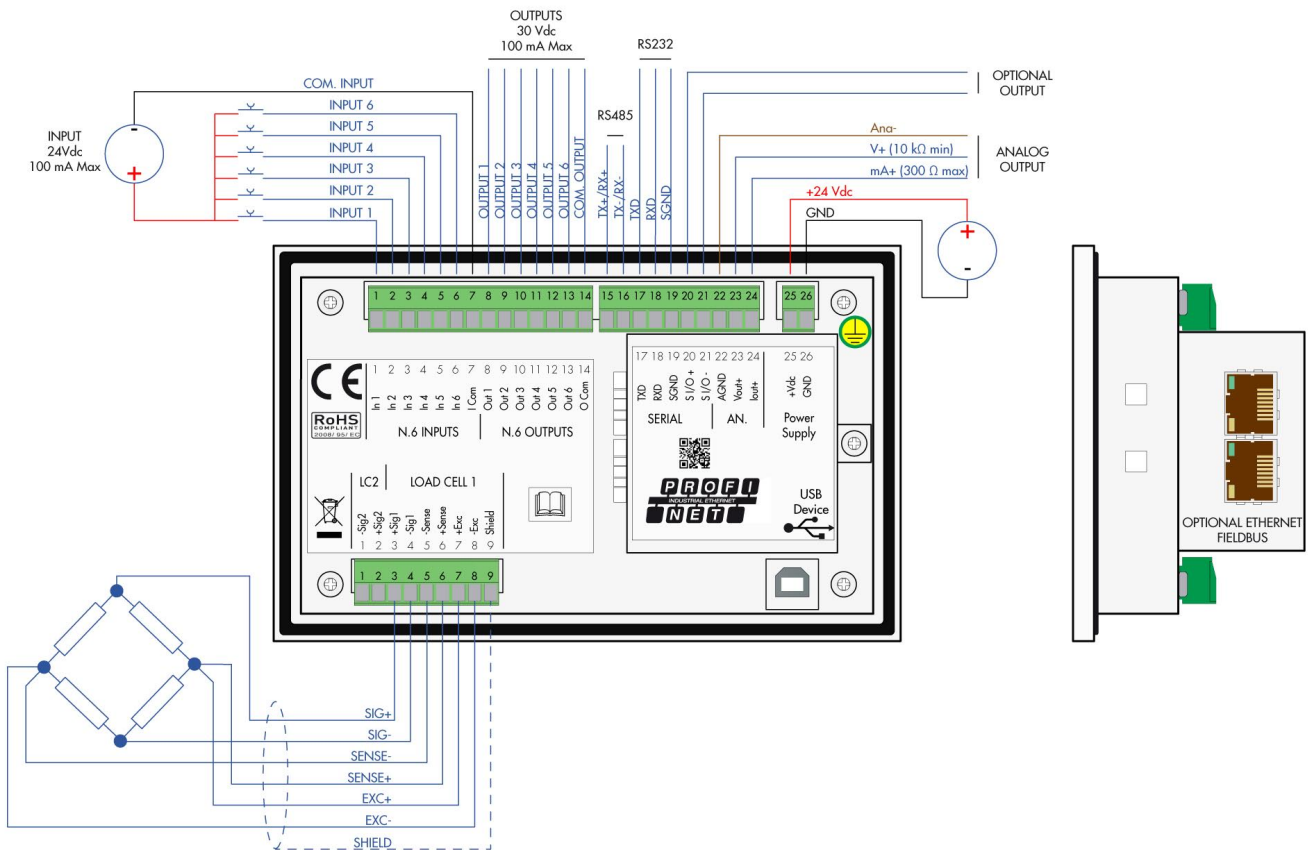 OUTPUTS
30 Vdc
100 mA Max
RS232
COM. INPUT
INPUT 6
INPUT 5
INPUT 4
INPUT 3
INPUT 2
INPUT 1
INPUT
24Vdc
100 mA Max
-
+
OUTPUT 1
OUTPUT 2
OUTPUT 3
OUTPUT 4
OUTPUT 5
OUTPUT 6
COM. OUTPUT
RS485
TX+/RX+
TX-/RX-
TXD
RXD
SGND
OPTIONAL
OUTPUT
Ana-
V+ (10 kΩ min)
mA+ (300 Ω max)
ANALOG
OUTPUT
+24 Vdc
GND
+
-
1 2 3 4 5 6 7 8 9 10 11 12 13 14
15 16 17 18 19 20 21 22 23 24
25 26
CE
RoHS
COMPLIANT
2008/95/EC
1 2 3 4 5 6 7 8 9 10 11 12 13 14
In 1
In 2
In 3
In 4
In 5
In 6
I Com
Out 1
Out 2
Out 3
Out 4
Out 5
Out 6
O Com
N.6 INPUTS
N.6 OUTPUTS
17 18 19 20 21 22 23 24 25 26
TXD
RXD
SGND
S I/O +
S I/O -
AGND
Vout+
Iout+
+Vdc
GND
SERIAL
AN.
Power
Supply
PROFI
INDUSTRIAL ETHERNET
NET
USB
Device
LC2
LOAD CELL 1
-Sig2
+Sig2
+Sig1
-Sig1
-Sense
+Sense
+Exc
-Exc
Shield
1 2 3 4 5 6 7 8 9
1 2 3 4 5 6 7 8 9
OPTIONAL ETHERNET
FIELDBUS
SIG+
SIG-
SENSE-
SENSE+
EXC+
EXC-
SHIELD